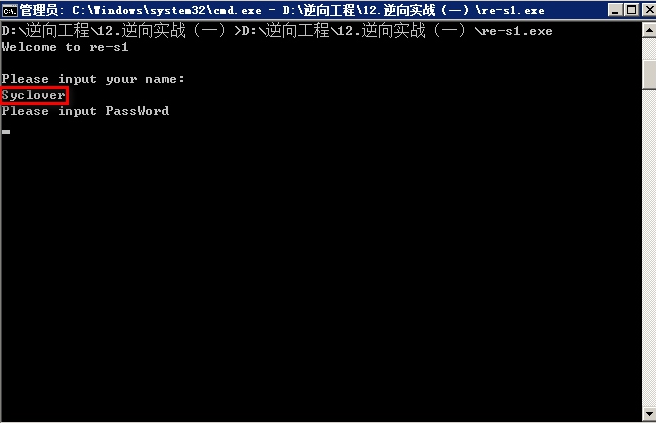 管理员: C:\Windows\system32\cmd.exe - D:\逆向工程\12.逆向实战（一）\re-s1.exe
D:\逆向工程\12.逆向实战（一）>D:\逆向工程\12.逆向实战（一）\re-s1.exe
Welcome to re-s1
Please input your name:
Syclover
Please input PassWord